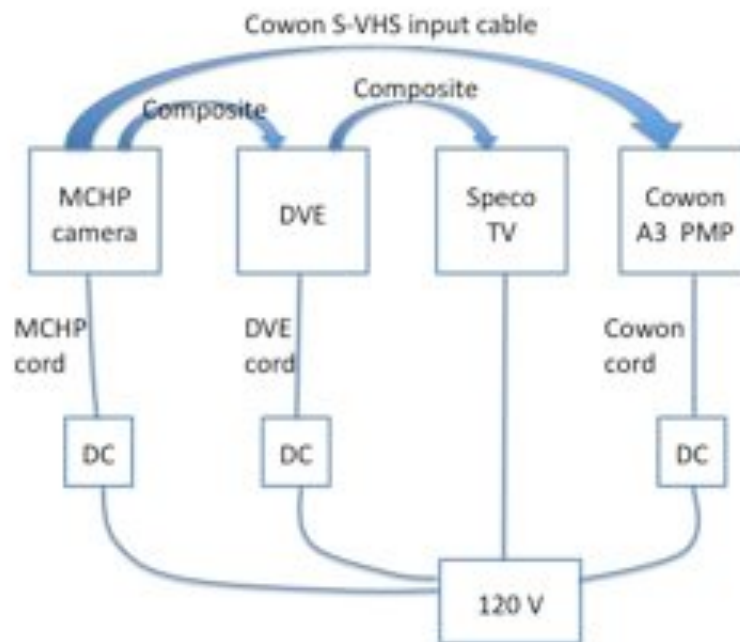 Cowon S-VHS input cable
Composite
Composite
MCHP
camera
DVE
Speco
TV
Cowon
A3 PMP
MCHP
cord
DVE
cord
Cowon
cord
DC
DC
DC
120 V